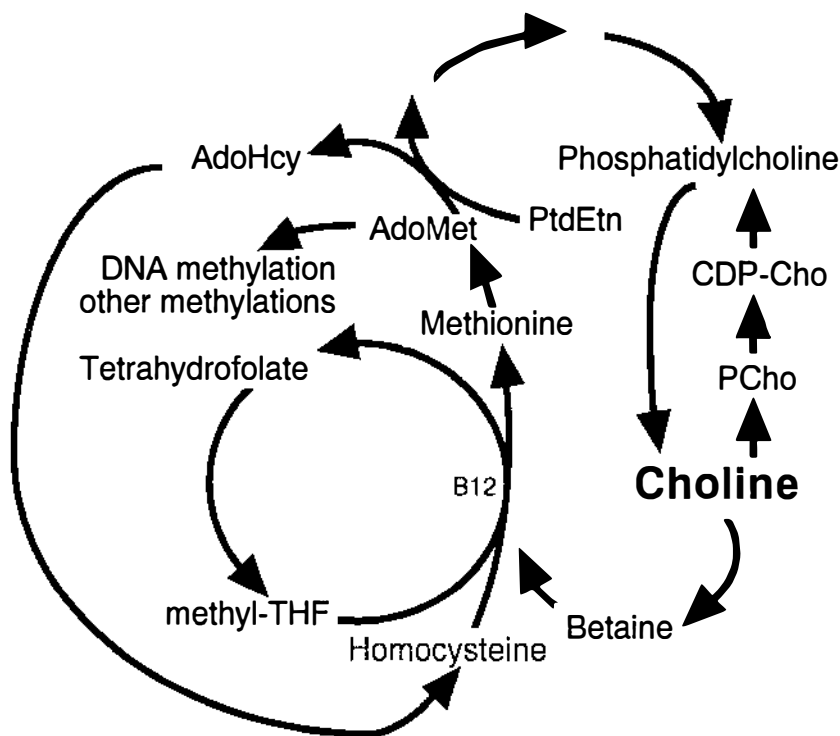 AdoHcy
Phosphatidylcholine
AdoMet
PtdEtn
DNA methylation
other methylations
CDP-Cho
Methionine
Tetrahydrofolate
PCho
B12
Choline
methyl-THF
Homocysteine
Betaine